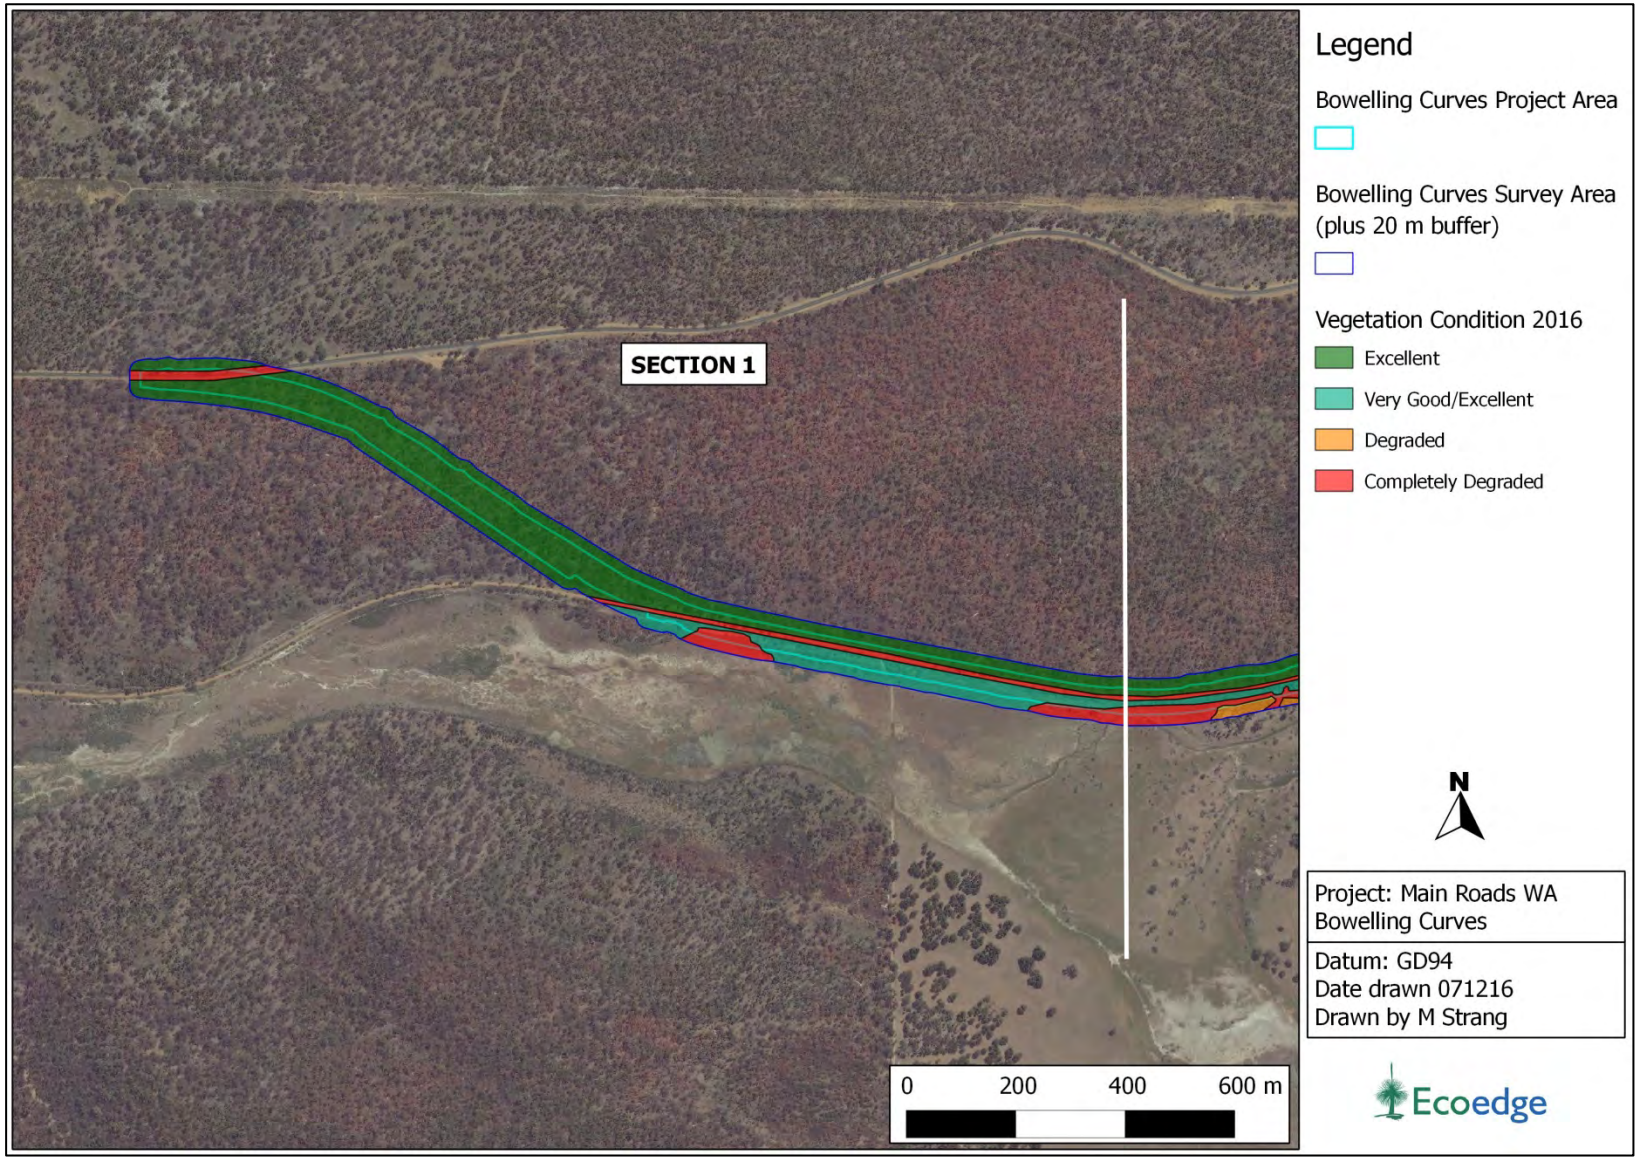 SECTION 1
0 200 400 600 m
Legend
Bowelling Curves Project Area
Bowelling Curves Survey Area
(plus 20 m buffer)
Vegetation Condition 2016
Excellent
Very Good/Excellent
Degraded
Completely Degraded
N
Project: Main Roads WA
Bowelling Curves
Datum: GD94
Date drawn 071216
Drawn by M Strang
Ecoedge